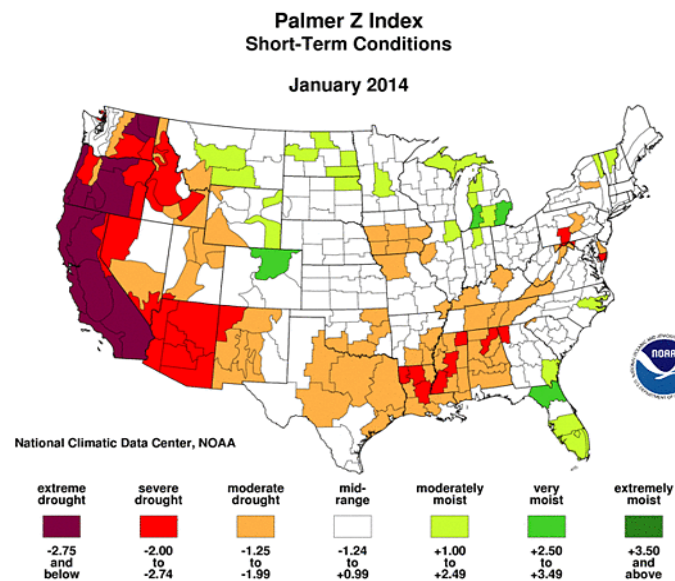 Palmer Z Index
Short-Term Conditions
January 2014
NOAA
National Climatic Data Center, NOAA
extreme drought
severe drought
moderate drought
mid-range
moderately moist
very moist
extremely moist
-2.75 and below
-2.00 to -2.74
-1.25 to -1.99
-1.24 to +0.99
+1.00 to +2.49
+2.50 to +3.49
+3.50 and above